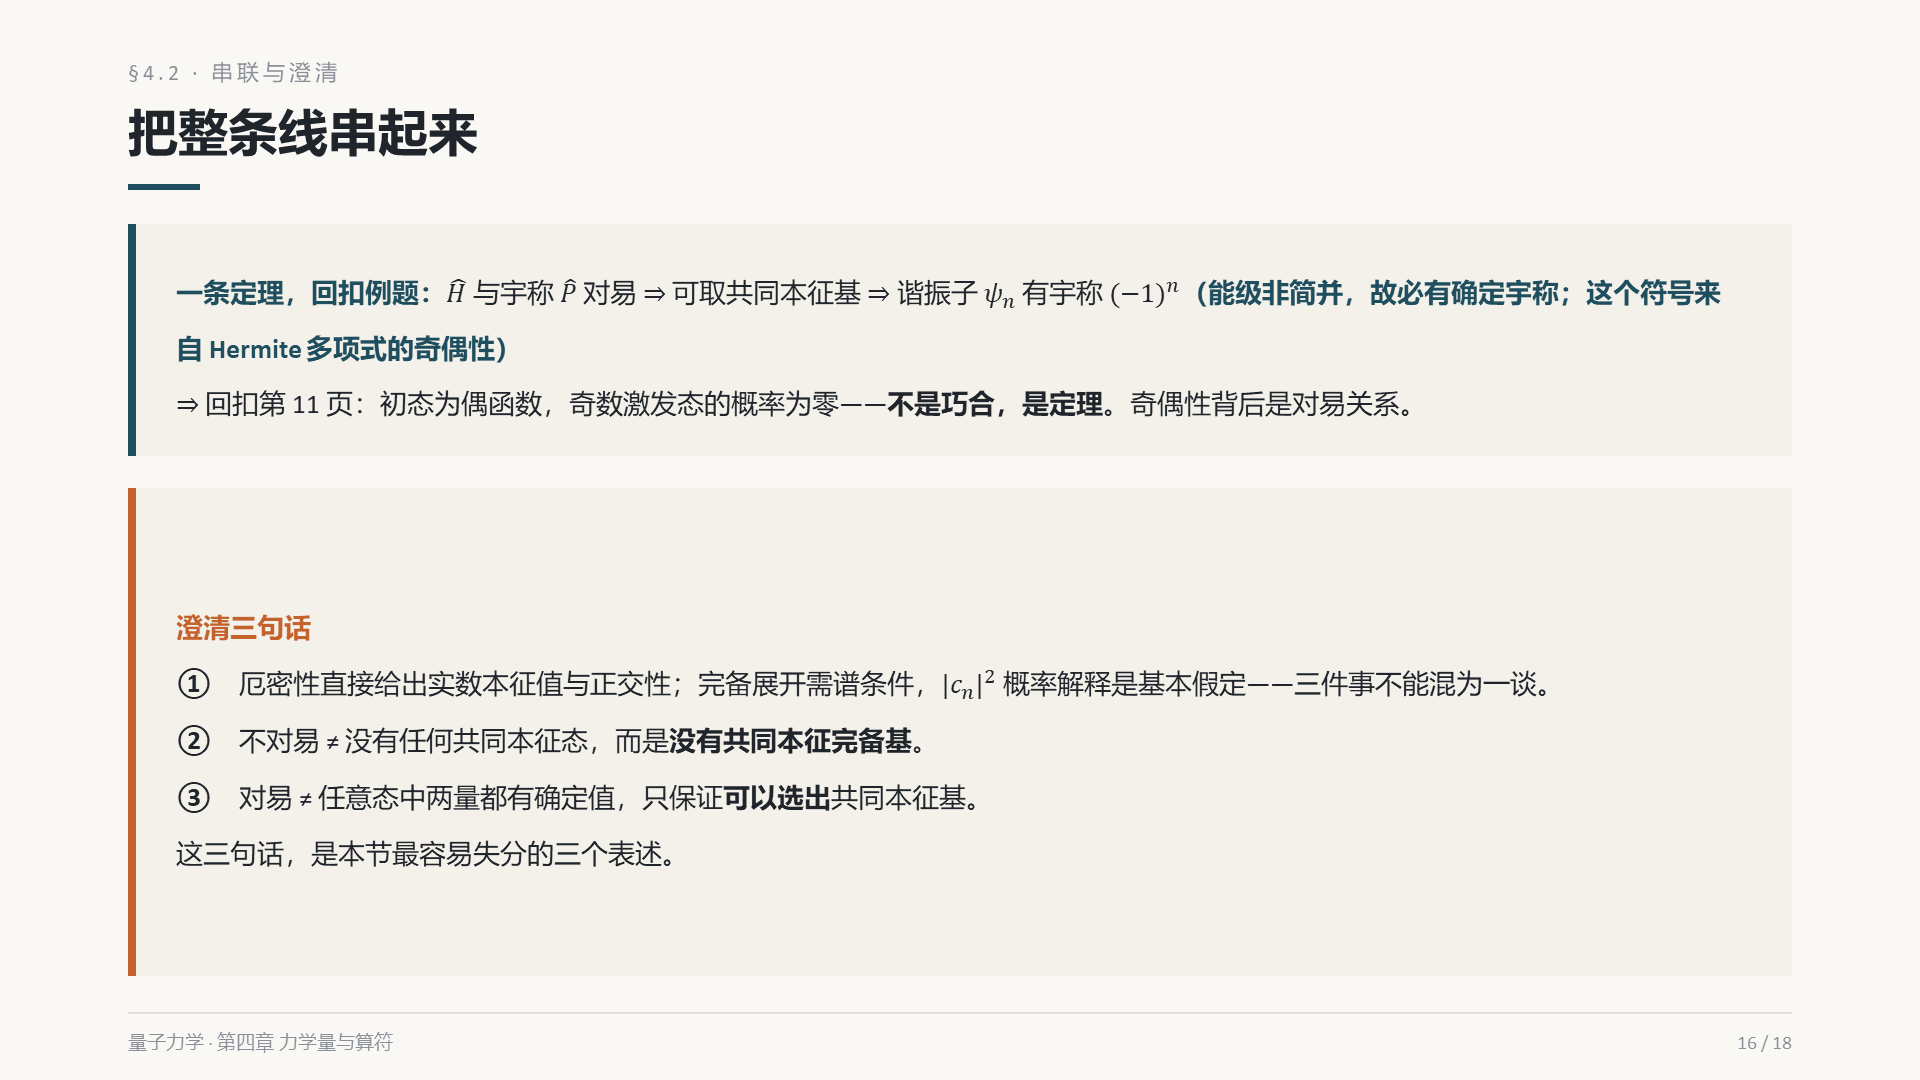 §4.2 · 串联与澄清
把整条线串起来
一条定理，回扣例题：Ĥ 与宇称 P̂ 对易 ⇒ 可取共同本征基 ⇒ 谐振子 ψₙ 有宇称 (−1)ⁿ（能级非简并，故必有确定宇称；这个符号来
自 Hermite 多项式的奇偶性）
⇒ 回扣第 11 页：初态为偶函数，奇数激发态的概率为零——不是巧合，是定理。奇偶性背后是对易关系。
澄清三句话
① 厄密性直接给出实数本征值与正交性；完备展开需谱条件，|cₙ|² 概率解释是基本假定——三件事不能混为一谈。
② 不对易 ≠ 没有任何共同本征态，而是没有共同本征完备基。
③ 对易 ≠ 任意态中两量都有确定值，只保证可以选出共同本征基。
这三句话，是本节最容易失分的三个表述。
量子力学 · 第四章 力学量与算符
16 / 18